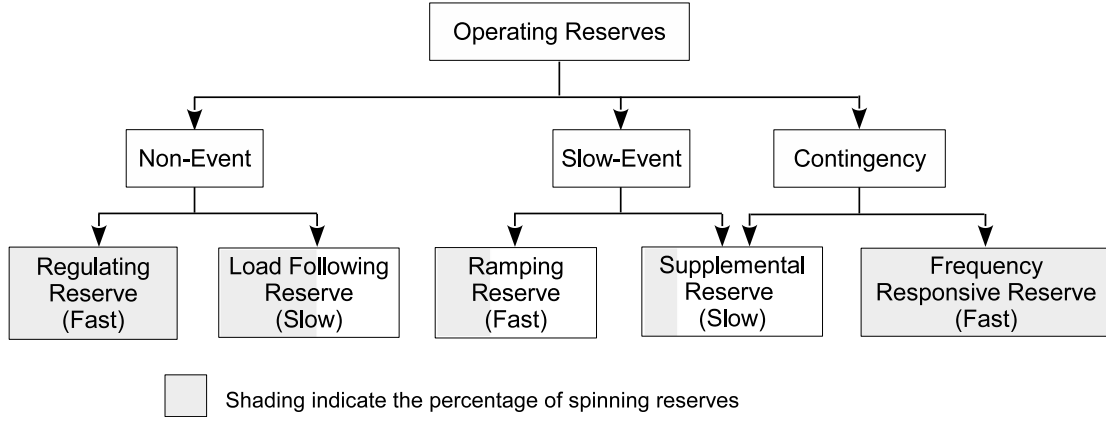 Operating Reserves
Non-Event
Slow-Event
Contingency
Regulating
Reserve
(Fast)
Load Following
Reserve
(Slow)
Ramping
Reserve
(Fast)
Supplemental
Reserve
(Slow)
Frequency
Responsive Reserve
(Fast)
Shading indicate the percentage of spinning reserves